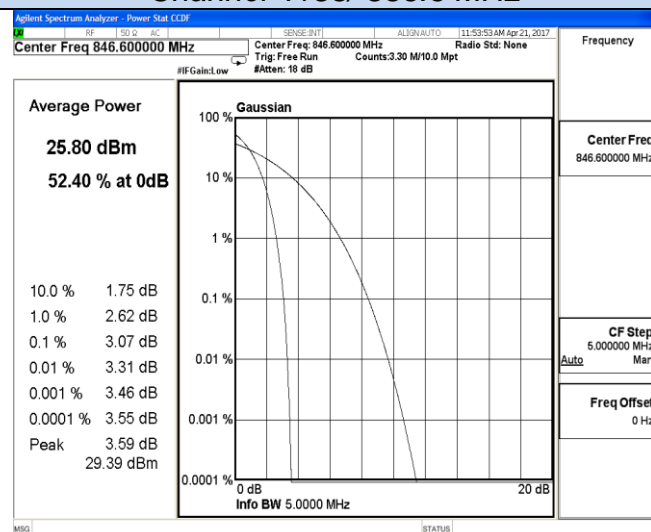 Agilent Spectrum Analyzer - Power Stat CCDF
RF 50 Ω AC SENSE:INT ALIGN AUTO 11:53:53 AM Apr 21, 2017
Center Freq 846.600000 MHz
Center Freq: 846.600000 MHz Radio Std: None
Trig: Free Run Counts:3.30 M/10.0 Mpt
#IFGain:Low #Atten: 18 dB
Frequency
Average Power
25.80 dBm
52.40 % at 0dB
10.0 % 1.75 dB
1.0 % 2.62 dB
0.1 % 3.07 dB
0.01 % 3.31 dB
0.001 % 3.46 dB
0.0001 % 3.55 dB
Peak 3.59 dB
29.39 dBm
Gaussian
100 %
10 %
1 %
0.1 %
0.01 %
0.001 %
0.0001 %
0 dB 20 dB
Info BW 5.0000 MHz
Center Freq
846.600000 MHz
CF Step
5.000000 MHz
Auto Man
Freq Offset
0 Hz
MSG STATUS